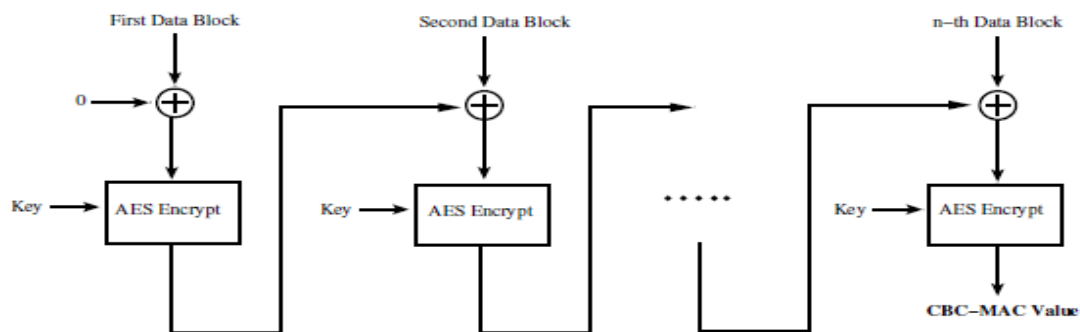 First Data Block
Second Data Block
n-th Data Block
0
Key
AES Encrypt
Key
AES Encrypt
.....
Key
AES Encrypt
CBC-MAC Value